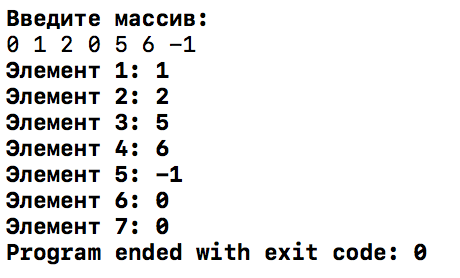 Введите массив:
0 1 2 0 5 6 -1
Элемент 1: 1
Элемент 2: 2
Элемент 3: 5
Элемент 4: 6
Элемент 5: -1
Элемент 6: 0
Элемент 7: 0
Program ended with exit code: 0